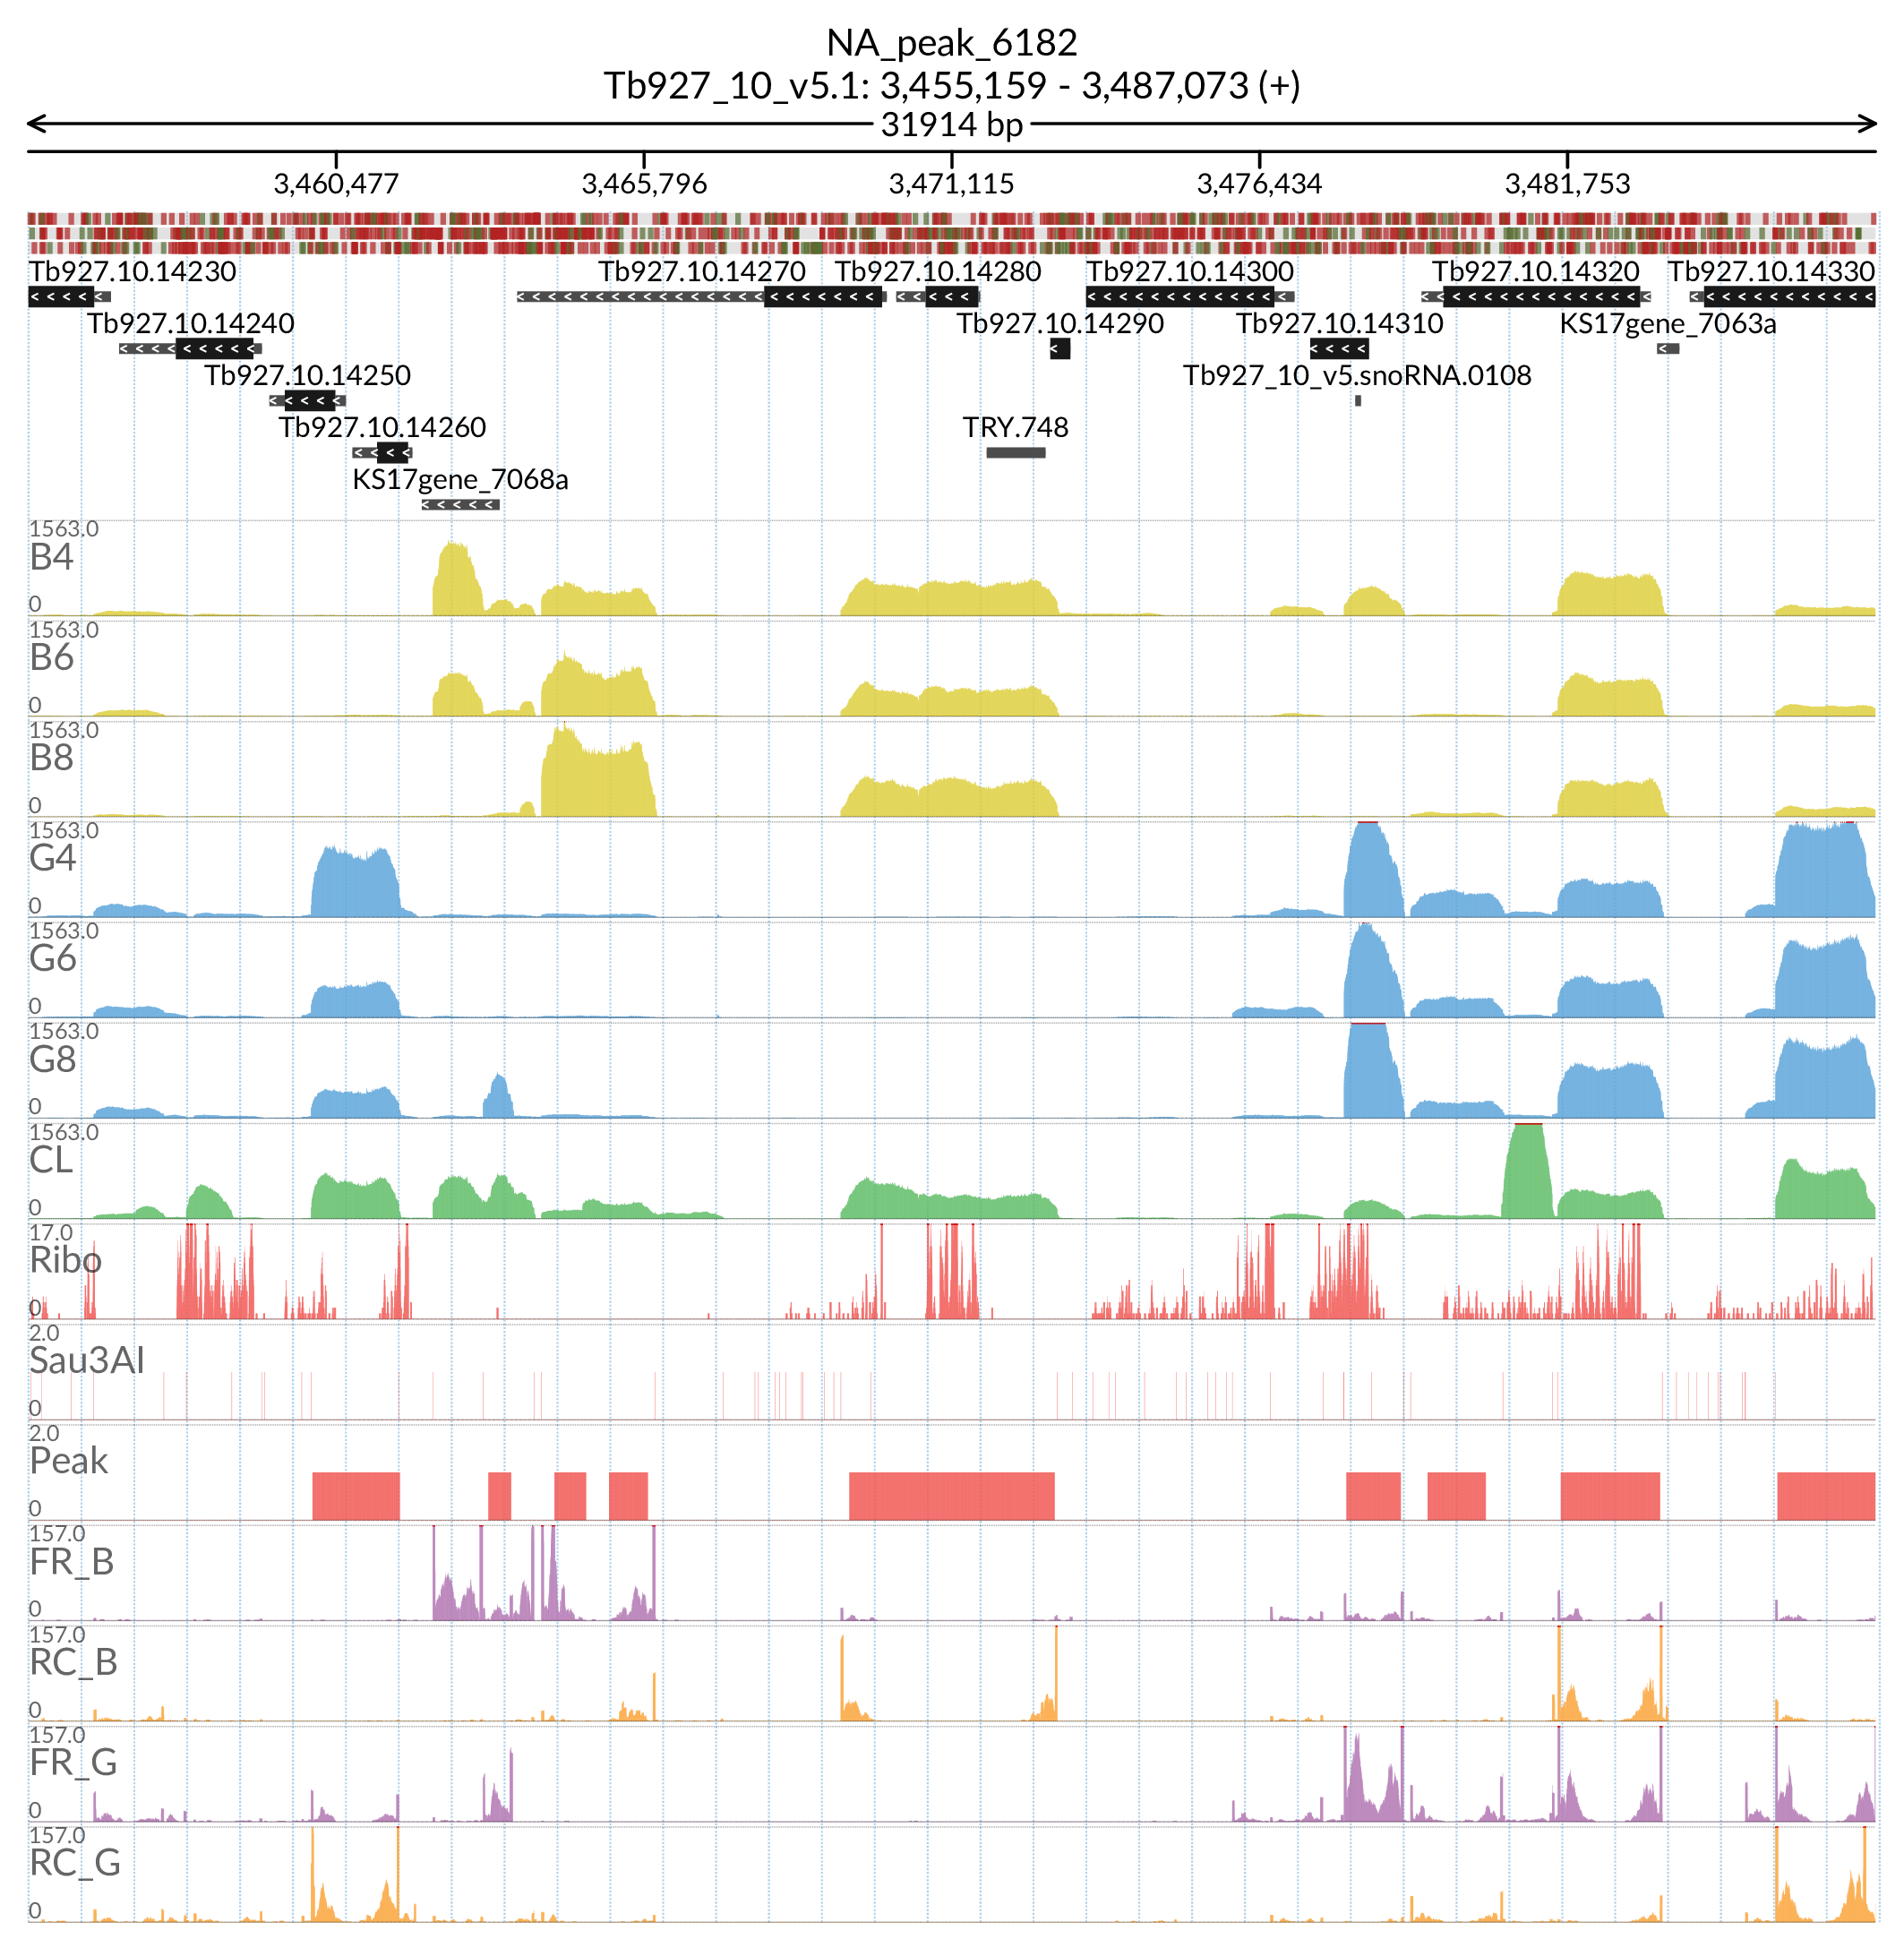 NA_peak_6182
Tb927_10_v5.1: 3,455,159 - 3,487,073 (+)
31914 bp
3,460,477 3,465,796 3,471,115 3,476,434 3,481,753
Tb927.10.14230 Tb927.10.14270 Tb927.10.14280 Tb927.10.14300 Tb927.10.14320 Tb927.10.14330
Tb927.10.14240 Tb927.10.14290 Tb927.10.14310 KS17gene_7063a
Tb927.10.14250 Tb927_10_v5.snoRNA.0108
Tb927.10.14260 TRY.748
KS17gene_7068a
1563.0
B4
0
1563.0
B6
0
1563.0
B8
0
1563.0
G4
0
1563.0
G6
0
1563.0
G8
0
1563.0
CL
0
17.0
Ribo
0
2.0
Sau3AI
0
2.0
Peak
0
157.0
FR_B
0
157.0
RC_B
0
157.0
FR_G
0
157.0
RC_G
0